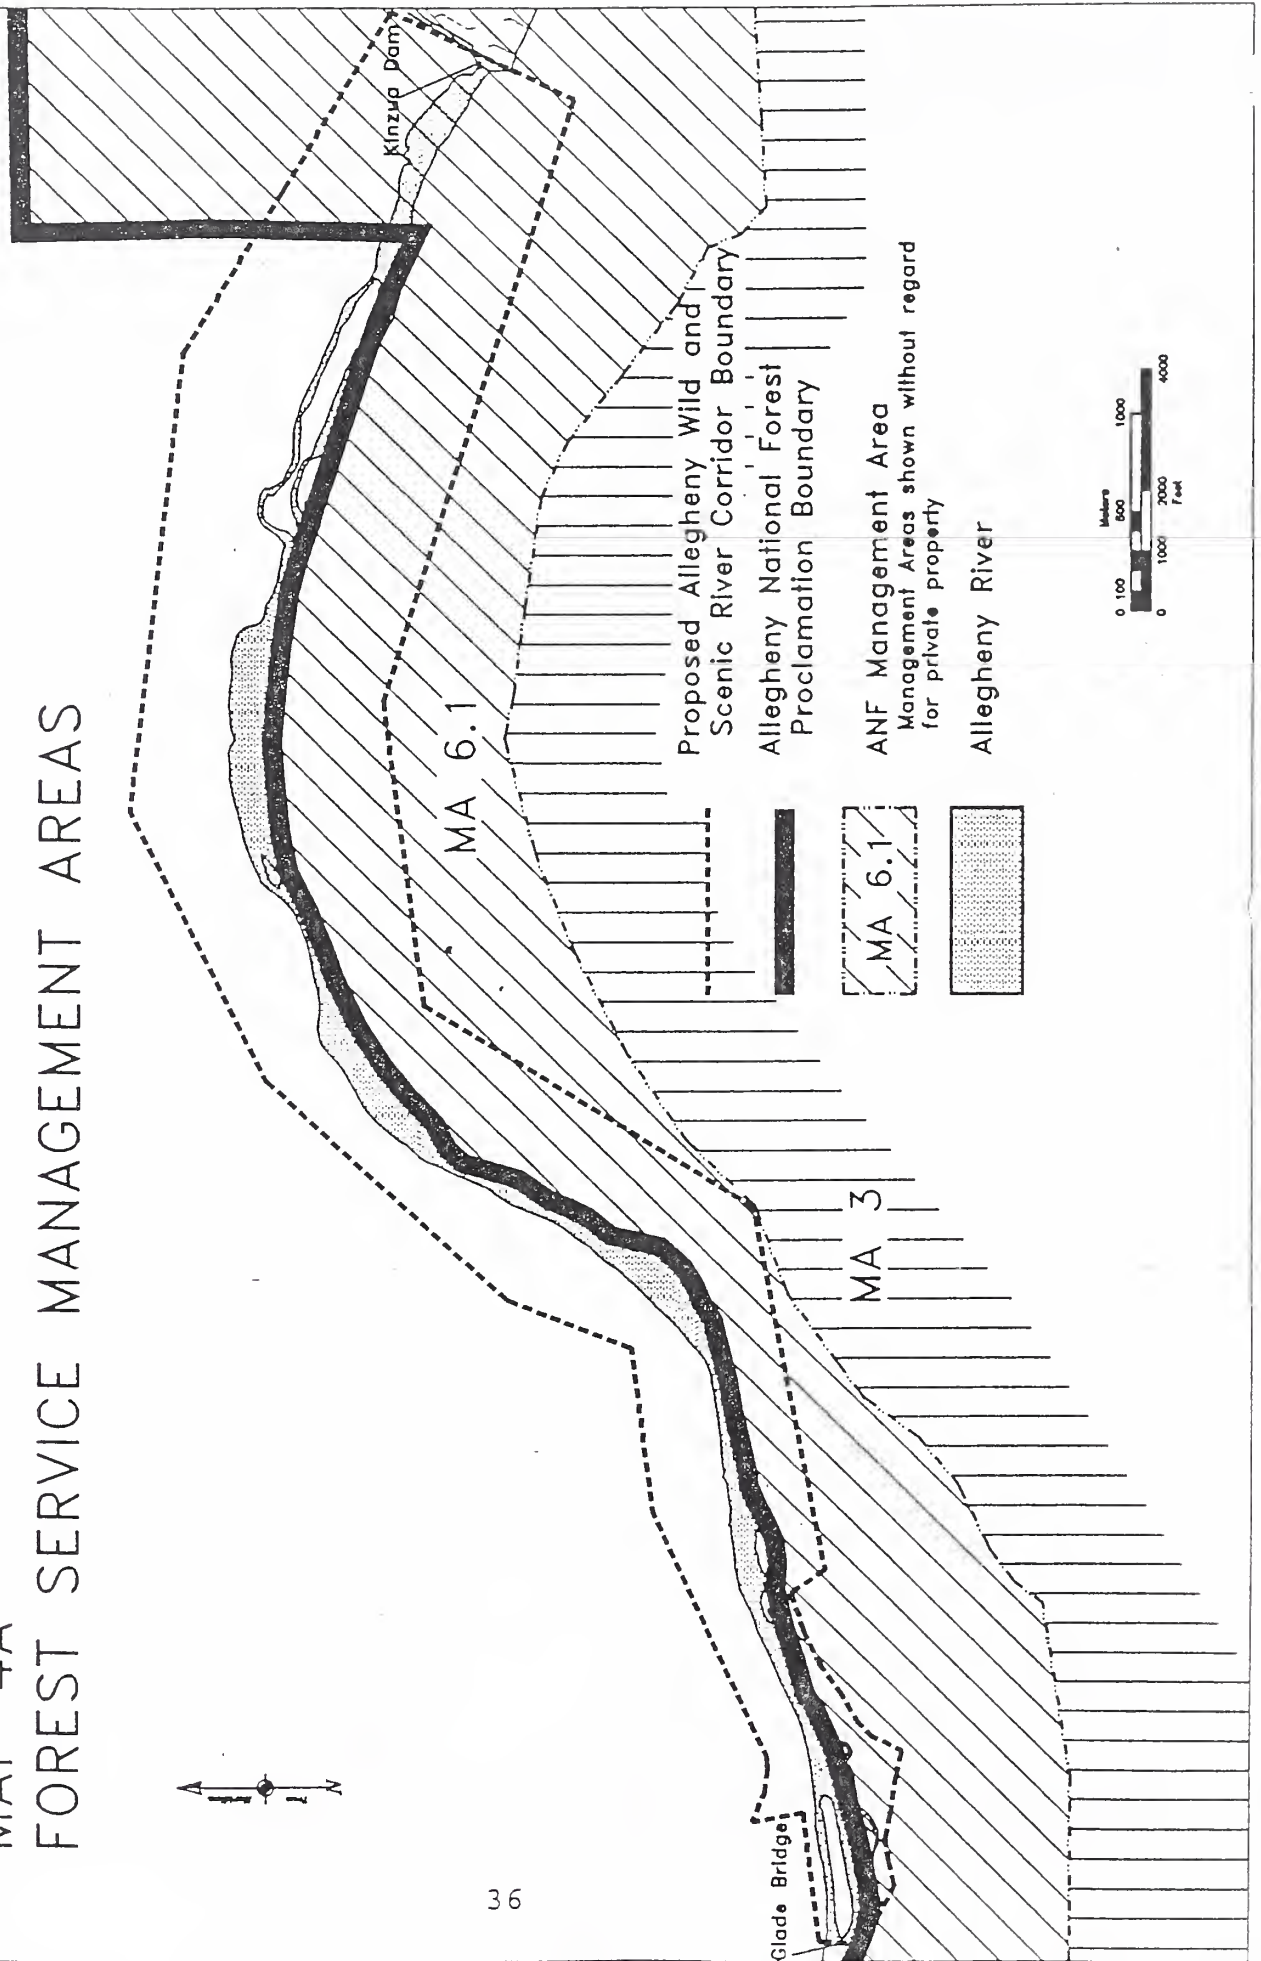 MAP 4A
FOREST SERVICE MANAGEMENT AREAS
Kinzua Dam
MA 6.1
MA 3
Glade Bridge
Proposed Allegheny Wild and
Scenic River Corridor Boundary
Allegheny National Forest
Proclamation Boundary
MA 6.1
ANF Management Area
Management Areas shown without regard
for private property
Allegheny River
Meters
0 100 500 1000
0 1000 2000 4000
Feet
N
36